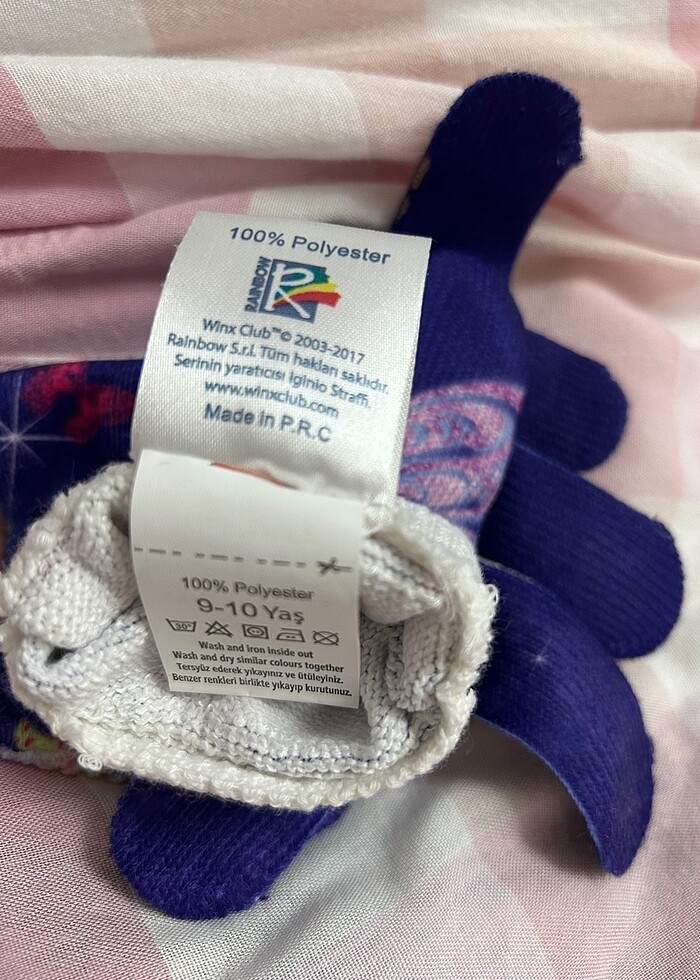 100% Polyester
RAINBOW
Winx Club™© 2003-2017
Rainbow S.r.l. Tüm hakları saklıdır.
Serinin yaratıcısı Iginio Straffi.
www.winxclub.com
Made in P.R.C
100% Polyester
9-10 Yaş
30°
Wash and iron inside out
Wash and dry similar colours together
Tersyüz ederek yıkayınız ve ütüleyiniz.
Benzer renkleri birlikte yıkayıp kurutunuz.